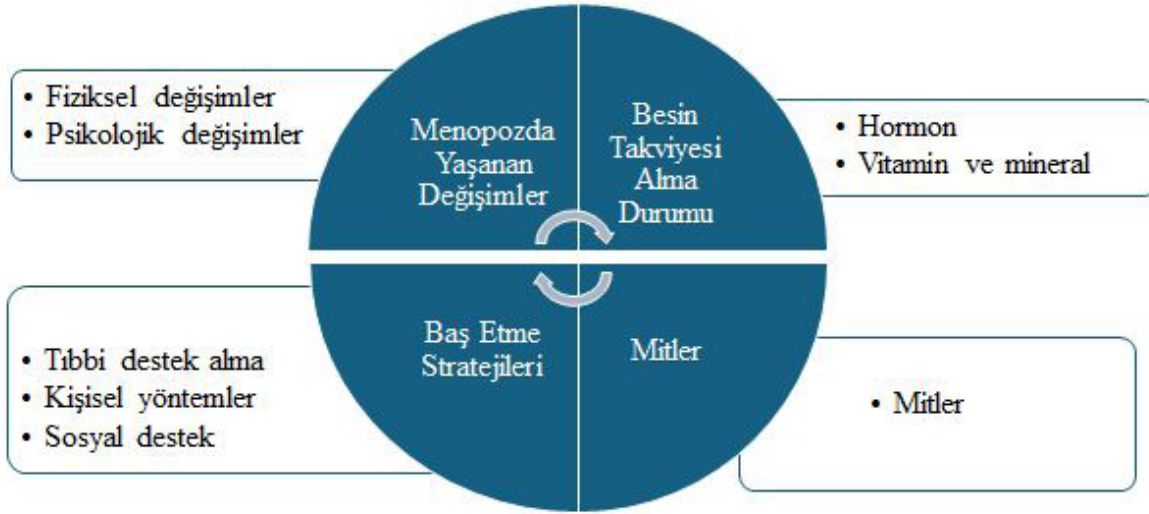 • Fiziksel değişimler
• Psikolojik değişimler
Menopozda
Yaşanan
Değişimler
Besin
Takviyesi
Alma
Durumu
• Hormon
• Vitamin ve mineral
• Tıbbi destek alma
• Kişisel yöntemler
• Sosyal destek
Baş Etme
Stratejileri
Mitler
• Mitler